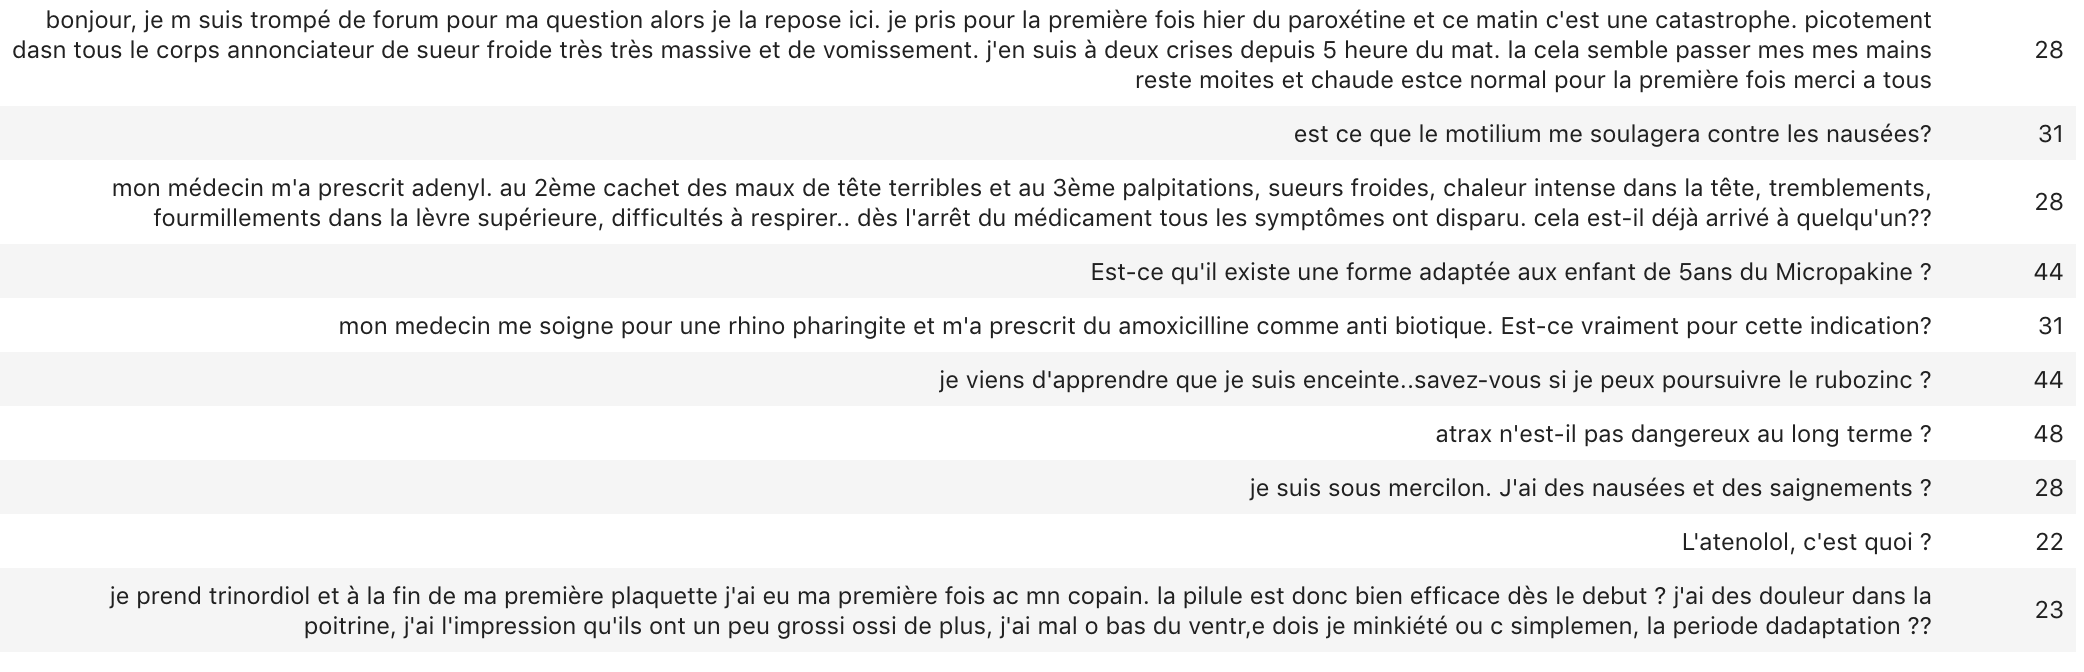 bonjour, je m suis trompé de forum pour ma question alors je la repose ici. je pris pour la première fois hier du paroxétine et ce matin c'est une catastrophe. picotement
dasn tous le corps annonciateur de sueur froide très très massive et de vomissement. j'en suis à deux crises depuis 5 heure du mat. la cela semble passer mes mes mains
reste moites et chaude estce normal pour la première fois merci a tous
28
est ce que le motilium me soulagera contre les nausées?
31
mon médecin m'a prescrit adenyl. au 2ème cachet des maux de tête terribles et au 3ème palpitations, sueurs froides, chaleur intense dans la tête, tremblements,
fourmillements dans la lèvre supérieure, difficultés à respirer.. dès l'arrêt du médicament tous les symptômes ont disparu. cela est-il déjà arrivé à quelqu'un??
28
Est-ce qu'il existe une forme adaptée aux enfant de 5ans du Micropakine ?
44
mon medecin me soigne pour une rhino pharingite et m'a prescrit du amoxicilline comme anti biotique. Est-ce vraiment pour cette indication?
31
je viens d'apprendre que je suis enceinte..savez-vous si je peux poursuivre le rubozinc ?
44
atrax n'est-il pas dangereux au long terme ?
48
je suis sous mercilon. J'ai des nausées et des saignements ?
28
L'atenolol, c'est quoi ?
22
je prend trinordiol et à la fin de ma première plaquette j'ai eu ma première fois ac mn copain. la pilule est donc bien efficace dès le debut ? j'ai des douleur dans la
poitrine, j'ai l'impression qu'ils ont un peu grossi ossi de plus, j'ai mal o bas du ventr,e dois je minkiété ou c simplemen, la periode dadaptation ??
23